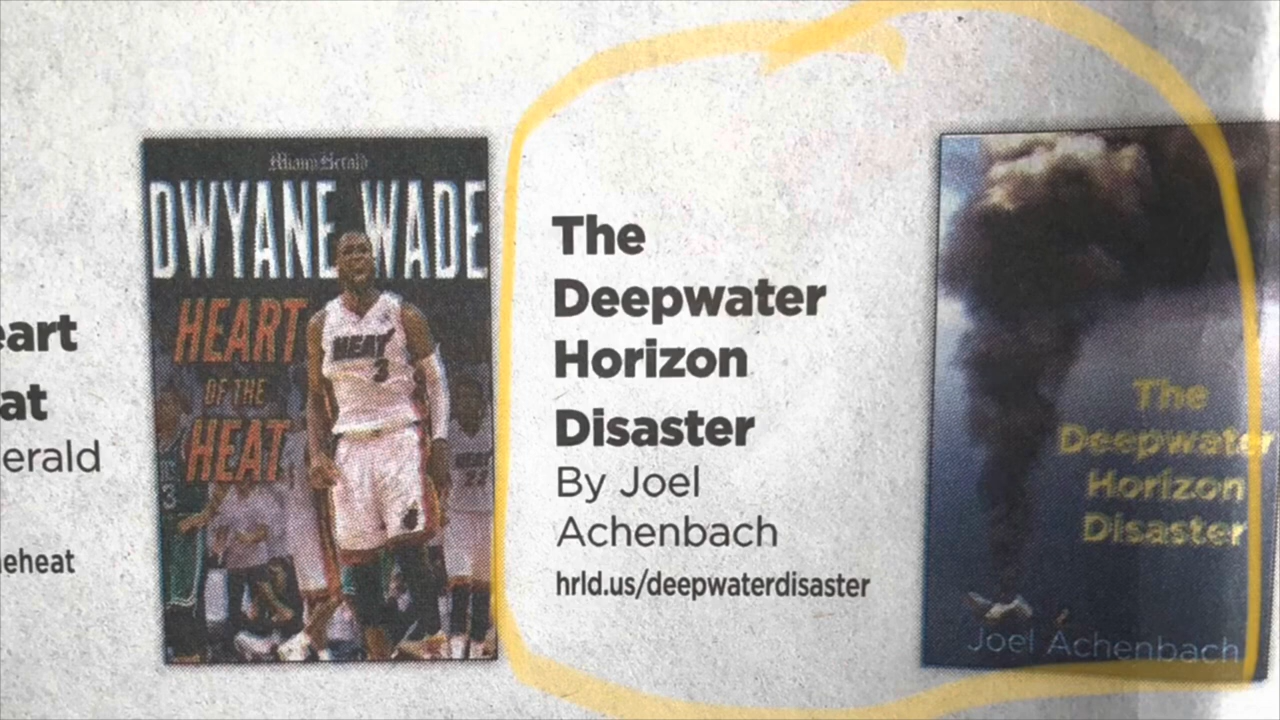 eart
at
erald
eheat
Miami Herald
DWYANE WADE
HEART
OF THE
HEAT
HEAT
3
The
Deepwater
Horizon
Disaster
By Joel
Achenbach
hrld.us/deepwaterdisaster
The
Deepwater
Horizon
Disaster
Joel Achenbach